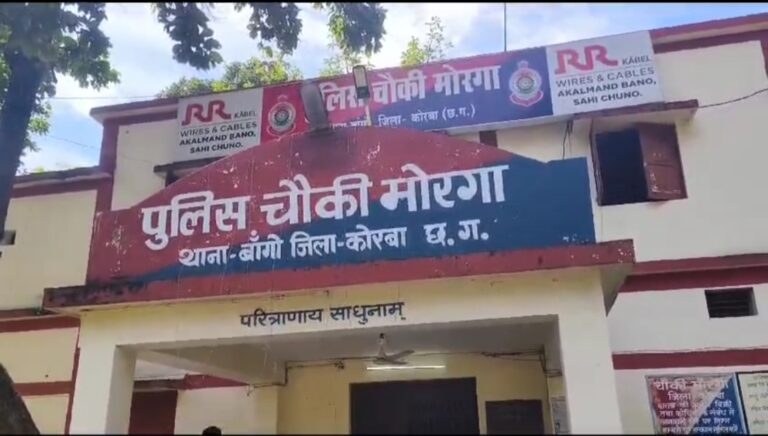 RR KABEL
WIRES & CABLES
AKALMAND BANO,
SAHI CHUNO.
पुलिस चौकी मोरगा
जिला- कोरबा (छ.ग.)
RR KABEL
WIRES & CABLES
AKALMAND BANO,
SAHI CHUNO.
पुलिस चौकी मोरगा
थाना-बाँगो जिला-कोरबा छ.ग.
परित्राणाय साधुनाम्
चौकी मोरगा
जिला-कोरबा